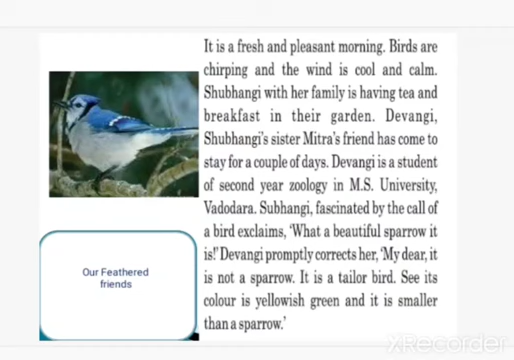 It is a fresh and pleasant morning. Birds are
chirping and the wind is cool and calm.
Shubhangi with her family is having tea and
breakfast in their garden. Devangi,
Shubhangi's sister Mitra's friend has come to
stay for a couple of days. Devangi is a student
of second year zoology in M.S. University,
Vadodara. Subhangi, fascinated by the call of
a bird exclaims, 'What a beautiful sparrow it
is!' Devangi promptly corrects her, 'My dear, it
is not a sparrow. It is a tailor bird. See its
colour is yellowish green and it is smaller
than a sparrow.'
Our Feathered
friends
XRecorder